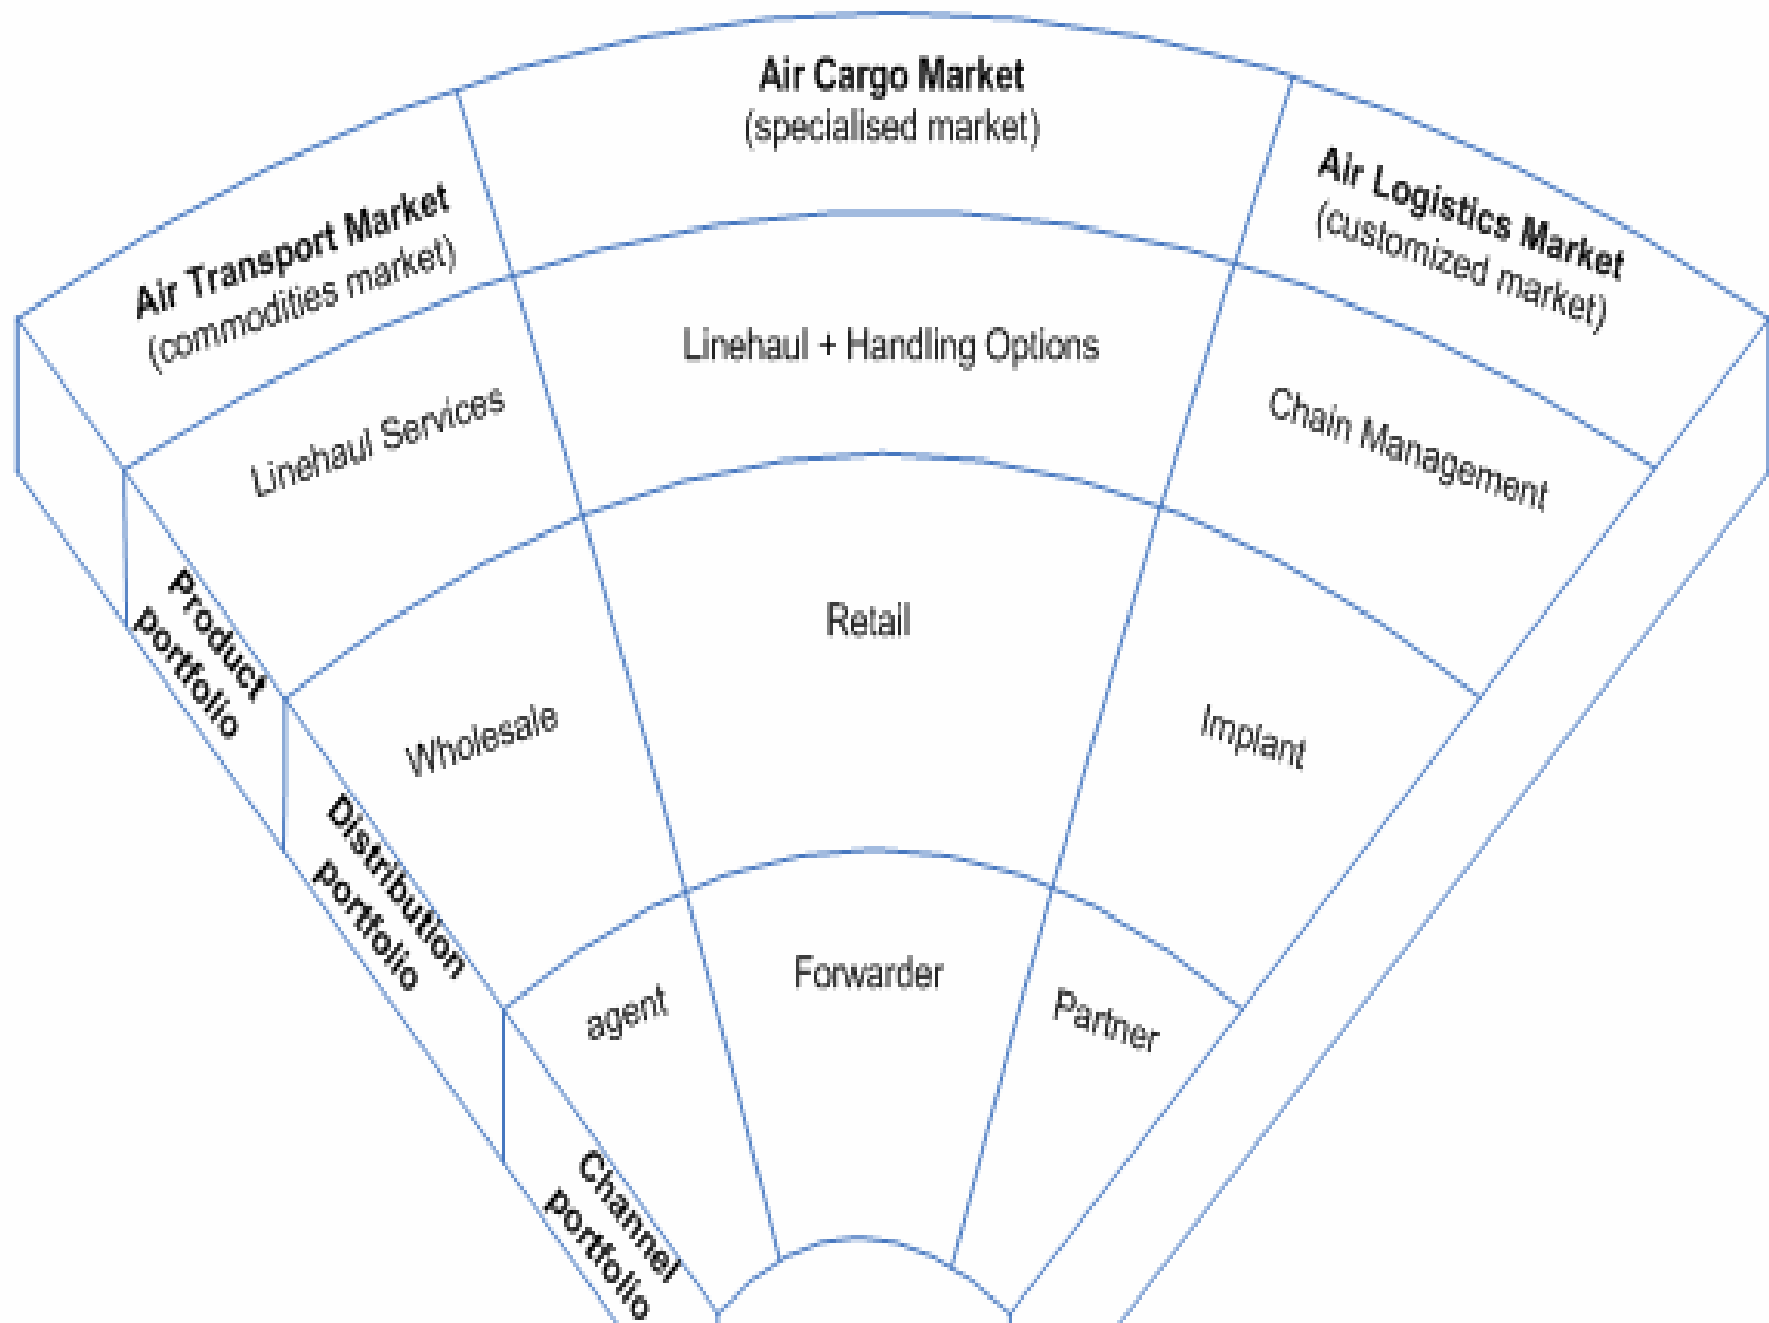 Air Cargo Market
(specialised market)
Air Transport Market
(commodities market)
Air Logistics Market
(customized market)
Linehaul Services
Linehaul + Handling Options
Chain Management
Product
portfolio
Wholesale
Retail
Implant
Distribution
portfolio
agent
Forwarder
Partner
Channel
portfolio